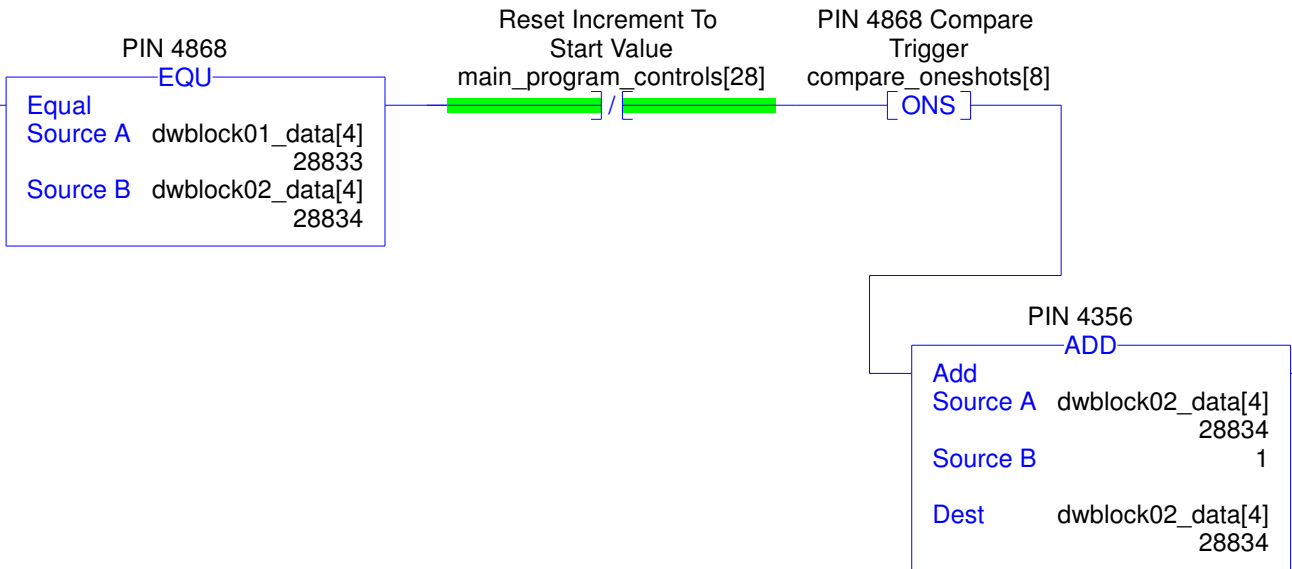 PIN 4868
EQU
Equal
Source A dwblock01_data[4]
28833
Source B dwblock02_data[4]
28834
Reset Increment To
Start Value
main_program_controls[28]
/
PIN 4868 Compare
Trigger
compare_oneshots[8]
ONS
PIN 4356
ADD
Add
Source A dwblock02_data[4]
28834
Source B 1
Dest dwblock02_data[4]
28834